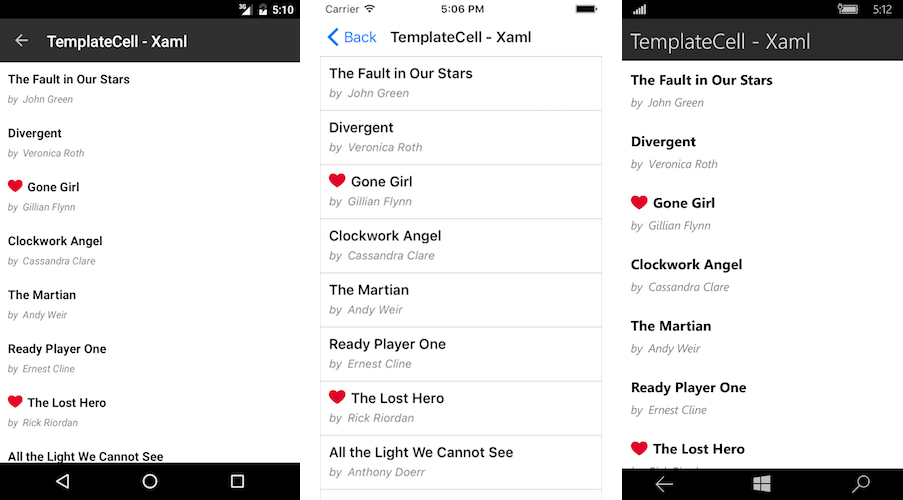 3G 5:10
TemplateCell - Xaml
The Fault in Our Stars
by John Green
Divergent
by Veronica Roth
Gone Girl
by Gillian Flynn
Clockwork Angel
by Cassandra Clare
The Martian
by Andy Weir
Ready Player One
by Ernest Cline
The Lost Hero
by Rick Riordan
All the Light We Cannot See
Carrier 5:06 PM
Back TemplateCell - Xaml
The Fault in Our Stars
by John Green
Divergent
by Veronica Roth
Gone Girl
by Gillian Flynn
Clockwork Angel
by Cassandra Clare
The Martian
by Andy Weir
Ready Player One
by Ernest Cline
The Lost Hero
by Rick Riordan
All the Light We Cannot See
by Anthony Doerr
5:12
TemplateCell - Xaml
The Fault in Our Stars
by John Green
Divergent
by Veronica Roth
Gone Girl
by Gillian Flynn
Clockwork Angel
by Cassandra Clare
The Martian
by Andy Weir
Ready Player One
by Ernest Cline
The Lost Hero